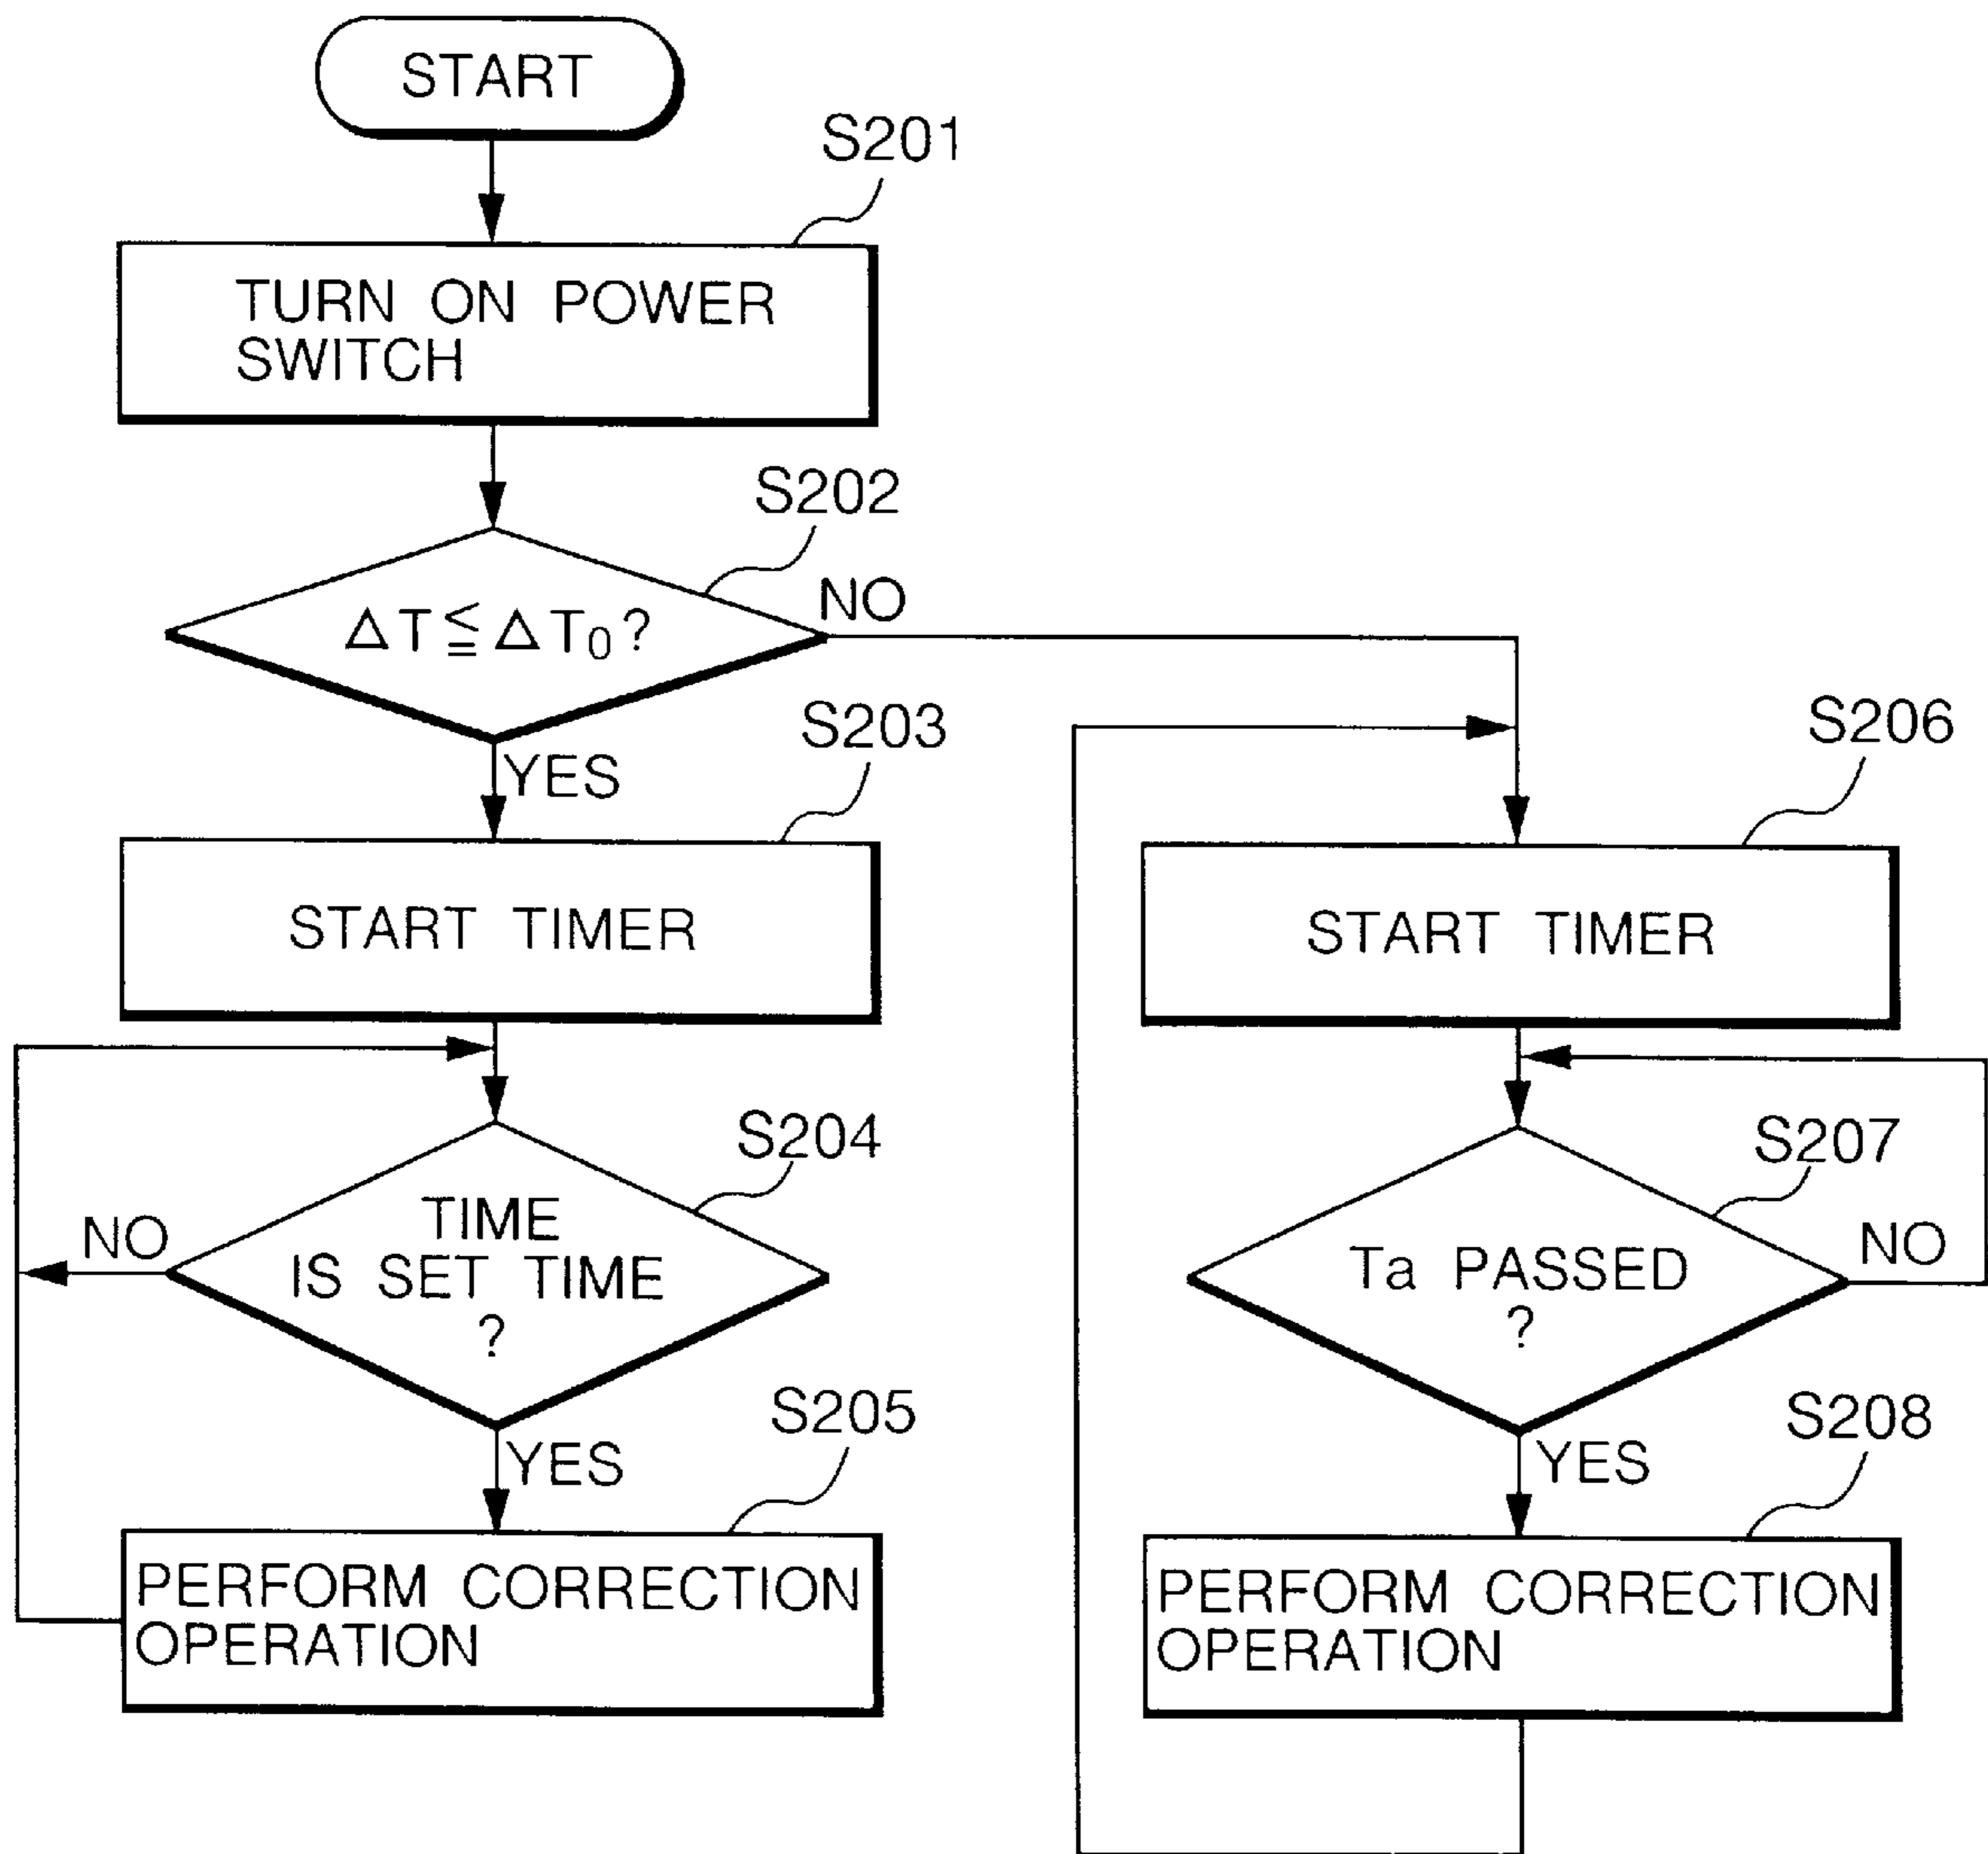 START
S201
TURN ON POWER
SWITCH
S202
ΔT≦ΔT₀?
NO
YES
S203
START TIMER
S204
TIME
IS SET TIME
?
NO
YES
S205
PERFORM CORRECTION
OPERATION
S206
START TIMER
S207
Ta PASSED
?
NO
YES
S208
PERFORM CORRECTION
OPERATION